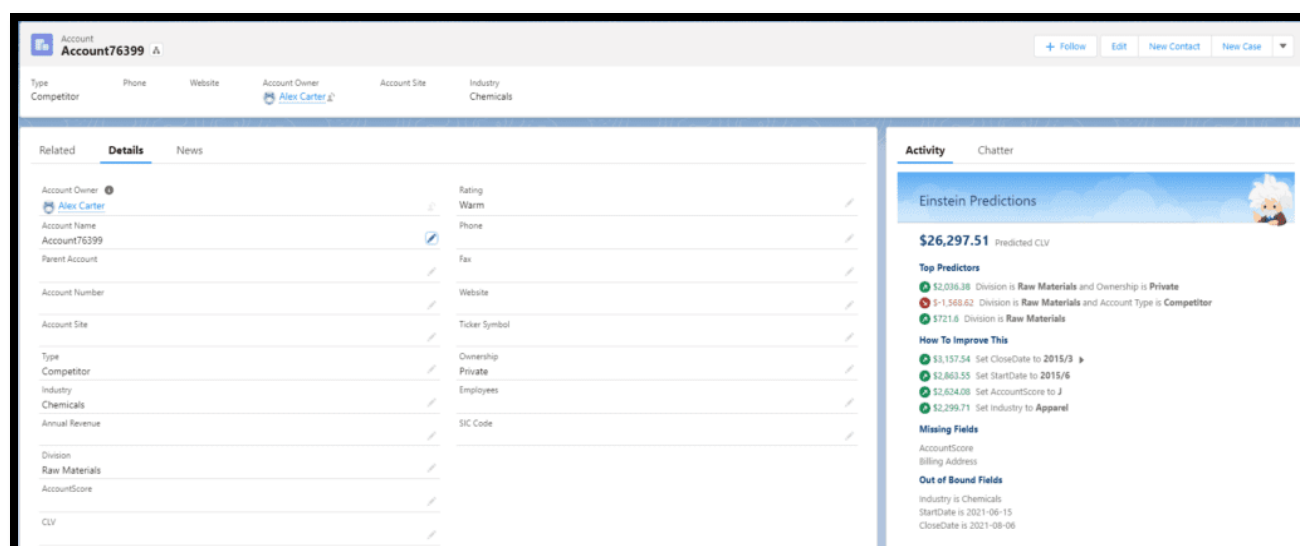 Account
Account76399
+ Follow
Edit
New Contact
New Case
Type
Phone
Website
Account Owner
Account Site
Industry
Competitor
Alex Carter
Chemicals
Related
Details
News
Account Owner
Alex Carter
Rating
Warm
Account Name
Account76399
Phone
Parent Account
Fax
Account Number
Website
Account Site
Ticker Symbol
Type
Competitor
Ownership
Private
Industry
Chemicals
Employees
Annual Revenue
SIC Code
Division
Raw Materials
AccountScore
CLV
Activity
Chatter
Einstein Predictions
$26,297.51 Predicted CLV
Top Predictors
$2,036.38 Division is Raw Materials and Ownership is Private
$-1,568.62 Division is Raw Materials and Account Type is Competitor
$721.6 Division is Raw Materials
How To Improve This
$3,157.54 Set CloseDate to 2015/3
$2,863.55 Set StartDate to 2015/6
$2,624.08 Set AccountScore to J
$2,299.71 Set Industry to Apparel
Missing Fields
AccountScore
Billing Address
Out of Bound Fields
Industry is Chemicals
StartDate is 2021-06-15
CloseDate is 2021-08-06